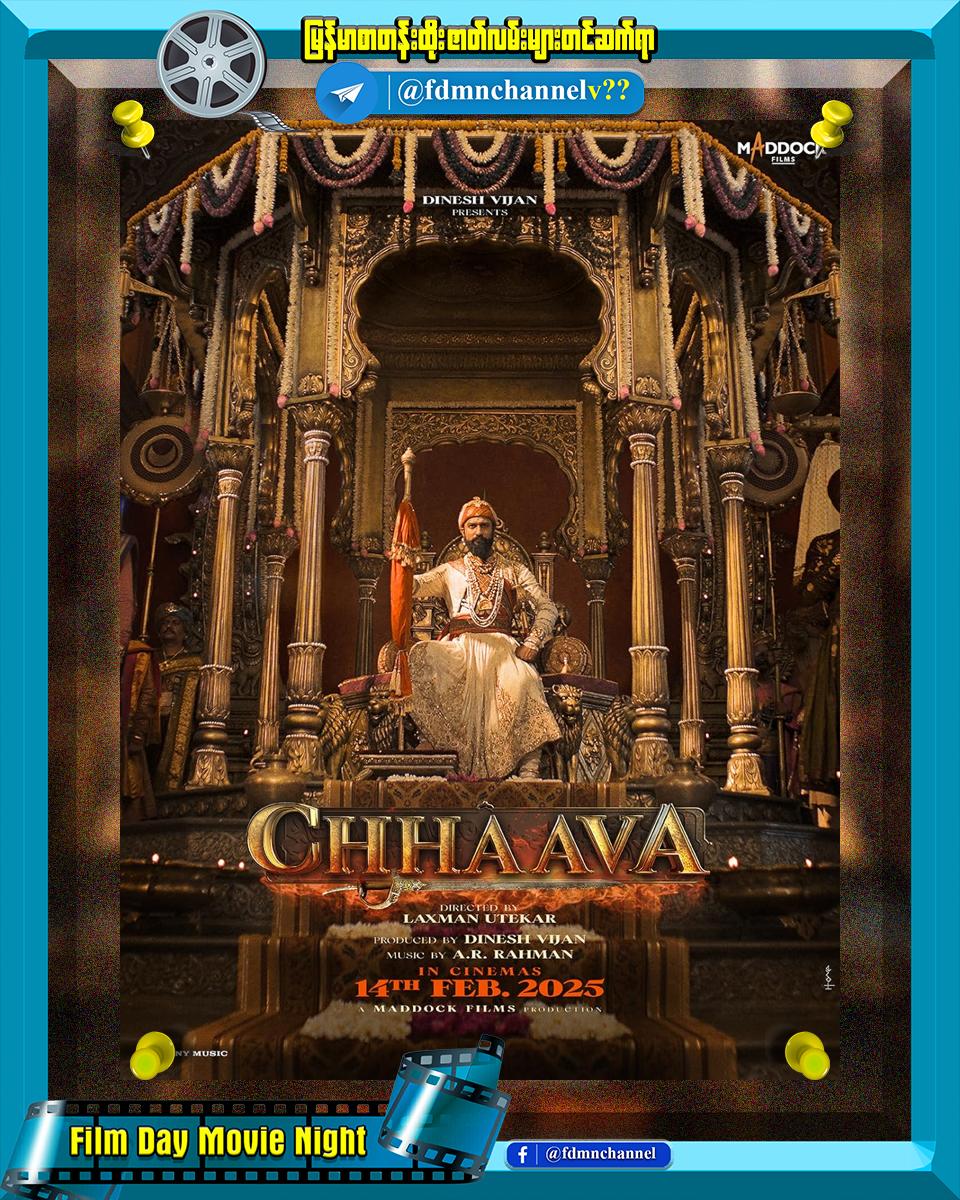 မြန်မာစာတန်းထိုး ဇာတ်လမ်းများတင်ဆက်ရာ
@fdmnchannelv??
MADDOCK
FILMS
DINESH VIJAN
PRESENTS
CHHAAVA
DIRECTED BY
LAXMAN UTEKAR
PRODUCED BY DINESH VIJAN
MUSIC BY A.R. RAHMAN
IN CINEMAS
14TH FEB. 2025
A MADDOCK FILMS PRODUCTION
NY MUSIC
Film Day Movie Night
@fdmnchannel